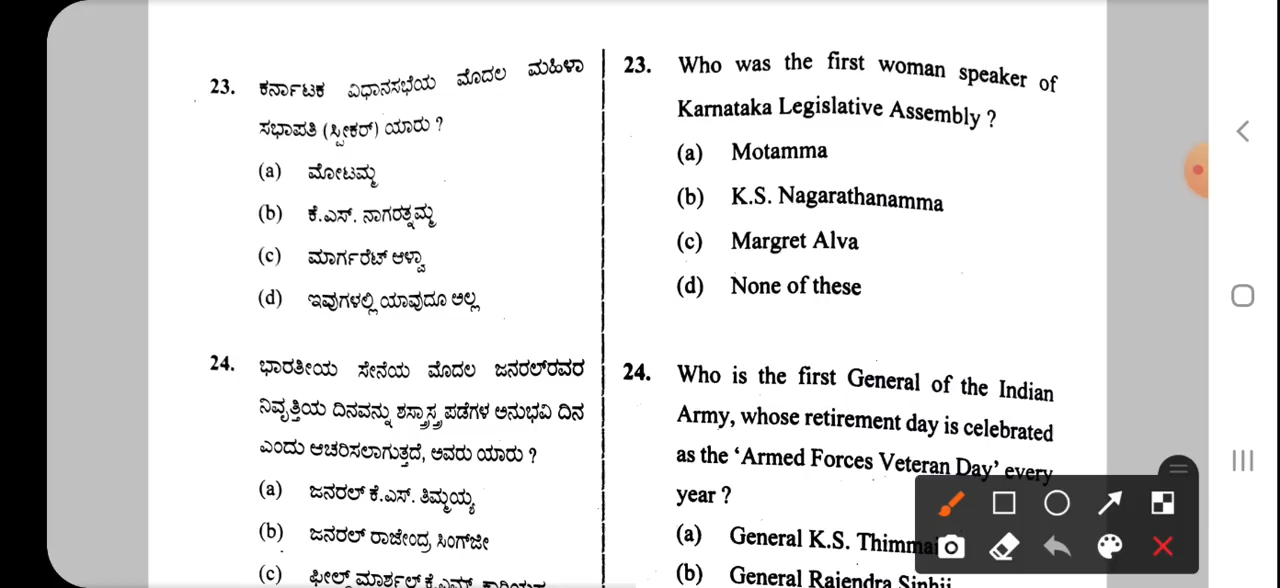 23. ಕರ್ನಾಟಕ ವಿಧಾನಸಭೆಯ ಮೊದಲ ಮಹಿಳಾ
ಸಭಾಪತಿ (ಸ್ಪೀಕರ್) ಯಾರು ?
(a) ಮೋಟಮ್ಮ
(b) ಕೆ.ಎಸ್. ನಾಗರತ್ನಮ್ಮ
(c) ಮಾರ್ಗರೆಟ್ ಆಳ್ವಾ
(d) ಇವುಗಳಲ್ಲಿ ಯಾವುದೂ ಅಲ್ಲ
24. ಭಾರತೀಯ ಸೇನೆಯ ಮೊದಲ ಜನರಲ್‌ರವರ
ನಿವೃತ್ತಿಯ ದಿನವನ್ನು ಶಸ್ತ್ರಾಸ್ತ್ರ ಪಡೆಗಳ ಅನುಭವಿ ದಿನ
ಎಂದು ಆಚರಿಸಲಾಗುತ್ತದೆ, ಅವರು ಯಾರು ?
(a) ಜನರಲ್ ಕೆ.ಎಸ್. ತಿಮ್ಮಯ್ಯ
(b) ಜನರಲ್ ರಾಜೇಂದ್ರ ಸಿಂಗ್‌ಜೀ
(c) ಫೀಲ್ಡ್ ಮಾರ್ಶಲ್
23. Who was the first woman speaker of
Karnataka Legislative Assembly ?
(a) Motamma
(b) K.S. Nagarathanamma
(c) Margret Alva
(d) None of these
24. Who is the first General of the Indian
Army, whose retirement day is celebrated
as the ‘Armed Forces Veteran Day’ every
year ?
(a) General K.S.
(b) General Rajendra Sinhji